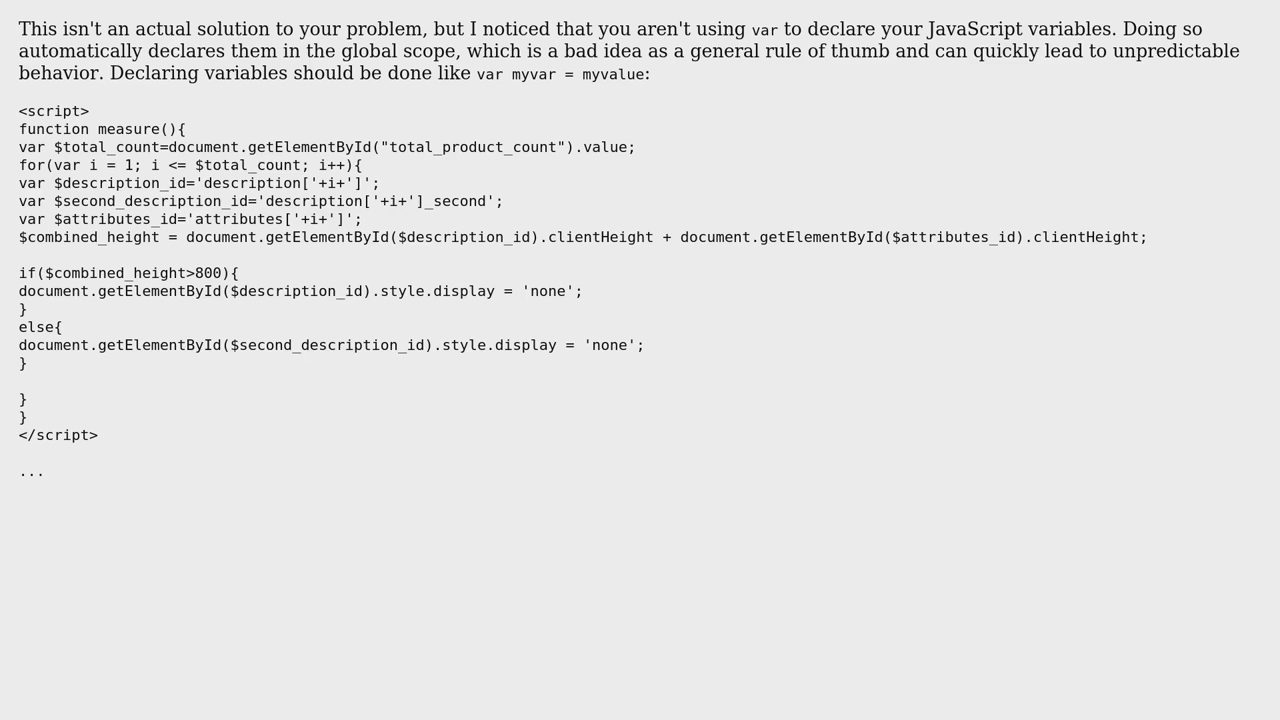 This isn't an actual solution to your problem, but I noticed that you aren't using var to declare your JavaScript variables. Doing so
automatically declares them in the global scope, which is a bad idea as a general rule of thumb and can quickly lead to unpredictable
behavior. Declaring variables should be done like var myvar = myvalue:
<script>
function measure(){
var $total_count=document.getElementById("total_product_count").value;
for(var i = 1; i <= $total_count; i++){
var $description_id='description['+i+']';
var $second_description_id='description['+i+']_second';
var $attributes_id='attributes['+i+']';
$combined_height = document.getElementById($description_id).clientHeight + document.getElementById($attributes_id).clientHeight;
if($combined_height>800){
document.getElementById($description_id).style.display = 'none';
}
else{
document.getElementById($second_description_id).style.display = 'none';
}
}
}
</script>
...